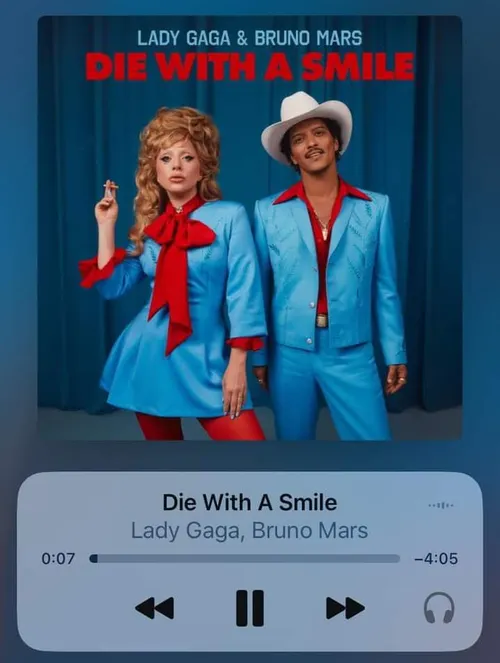 LADY GAGA & BRUNO MARS
DIE WITH A SMILE
Die With A Smile
Lady Gaga, Bruno Mars
0:07 −4:05